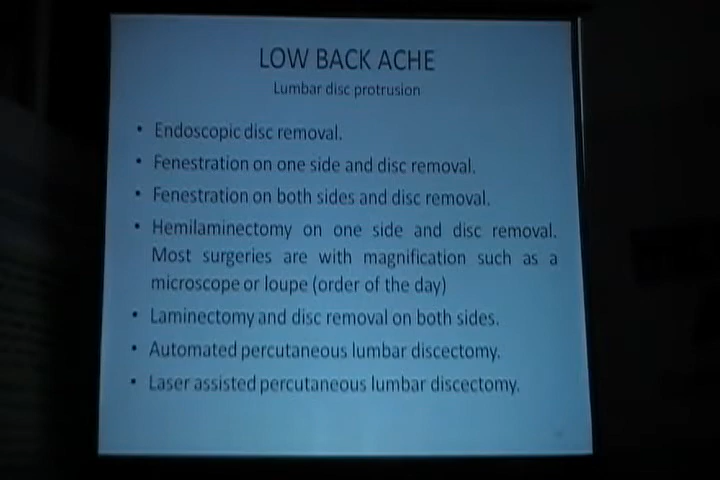 LOW BACK ACHE
Lumbar disc protrusion
• Endoscopic disc removal.
• Fenestration on one side and disc removal.
• Fenestration on both sides and disc removal.
• Hemilaminectomy on one side and disc removal.
Most surgeries are with magnification such as a
microscope or loupe (order of the day)
• Laminectomy and disc removal on both sides.
• Automated percutaneous lumbar discectomy.
• Laser assisted percutaneous lumbar discectomy.